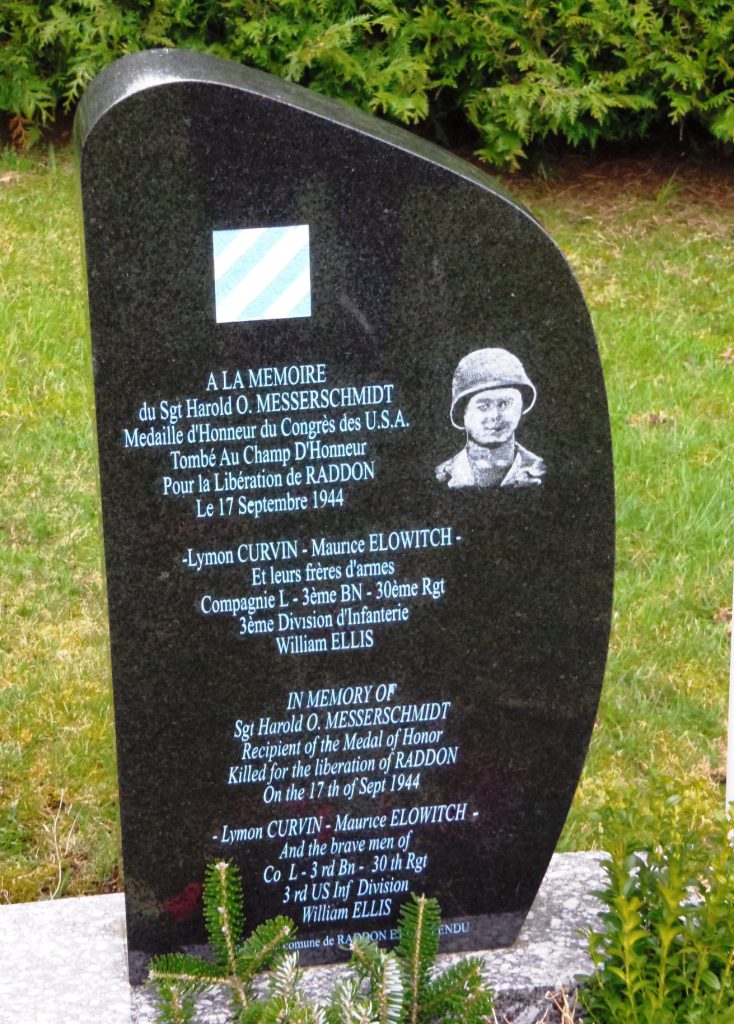 A LA MEMOIRE
du Sgt Harold O. MESSERSCHMIDT
Medaille d'Honneur du Congrès des U.S.A.
Tombé Au Champ D'Honneur
Pour la Libération de RADDON
Le 17 Septembre 1944
-Lymon CURVIN - Maurice ELOWITCH -
Et leurs frères d'armes
Compagnie L - 3ème BN - 30ème Rgt
3ème Division d'Infanterie
William ELLIS
IN MEMORY OF
Sgt Harold O. MESSERSCHMIDT
Recipient of the Medal of Honor
Killed for the liberation of RADDON
On the 17 th of Sept 1944
- Lymon CURVIN - Maurice ELOWITCH -
And the brave men of
Co L - 3 rd Bn - 30 th Rgt
3 rd US Inf Division
William ELLIS
de RADDON